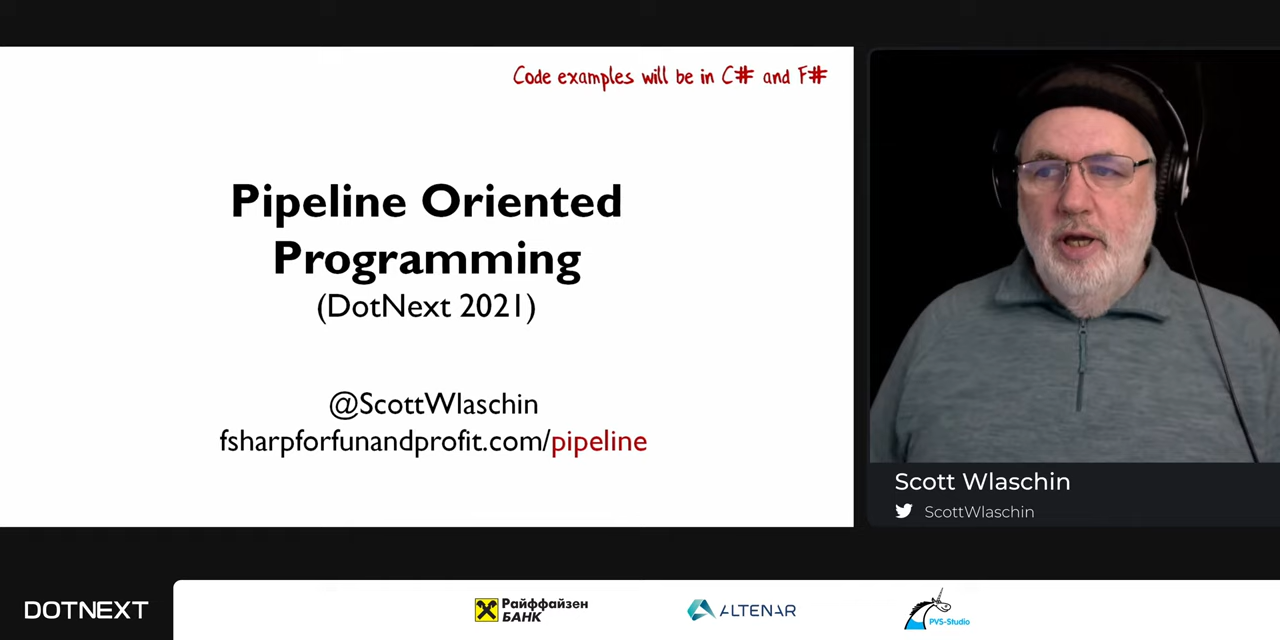 Code examples will be in C# and F#
Pipeline Oriented
Programming
(DotNext 2021)
@ScottWlaschin
fsharpforfunandprofit.com/pipeline
Scott Wlaschin
ScottWlaschin
DOTNEXT
Райффайзен
БАНК
ALTENAR
PVS-Studio